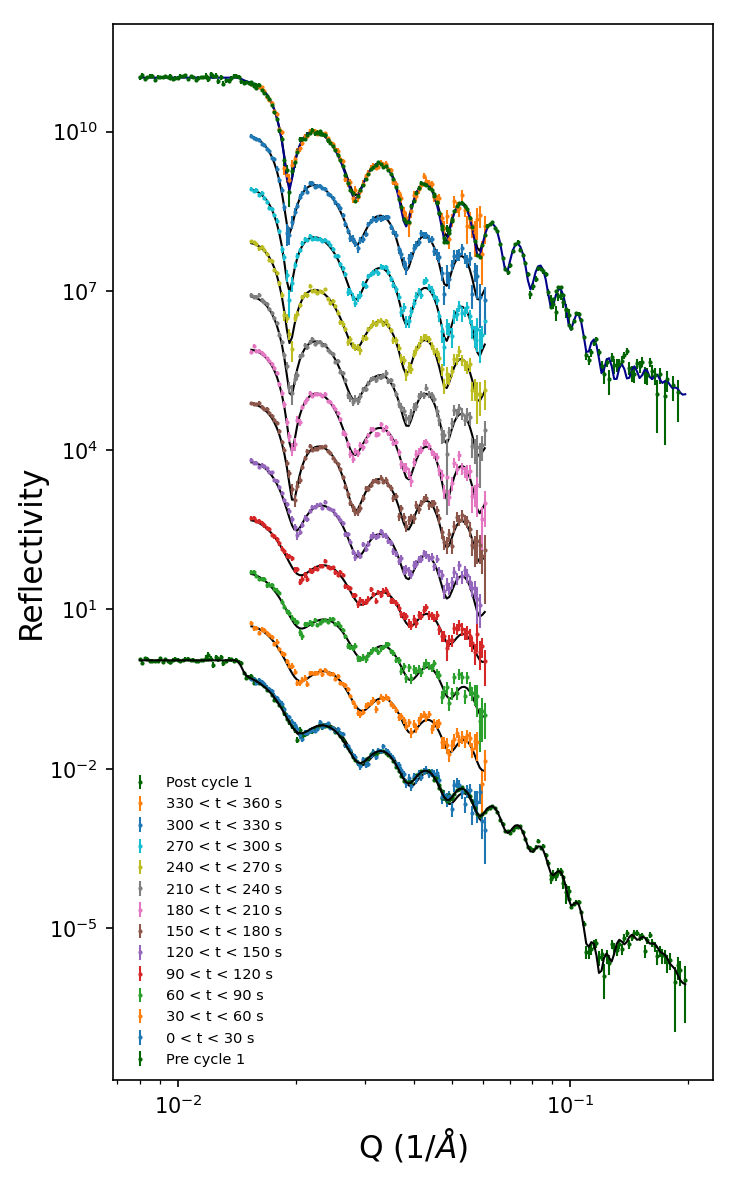 10^10
10^7
10^4
10^1
10^−2
10^−5
Reflectivity
Post cycle 1
330 < t < 360 s
300 < t < 330 s
270 < t < 300 s
240 < t < 270 s
210 < t < 240 s
180 < t < 210 s
150 < t < 180 s
120 < t < 150 s
90 < t < 120 s
60 < t < 90 s
30 < t < 60 s
0 < t < 30 s
Pre cycle 1
10^−2 10^−1
Q (1/Å)